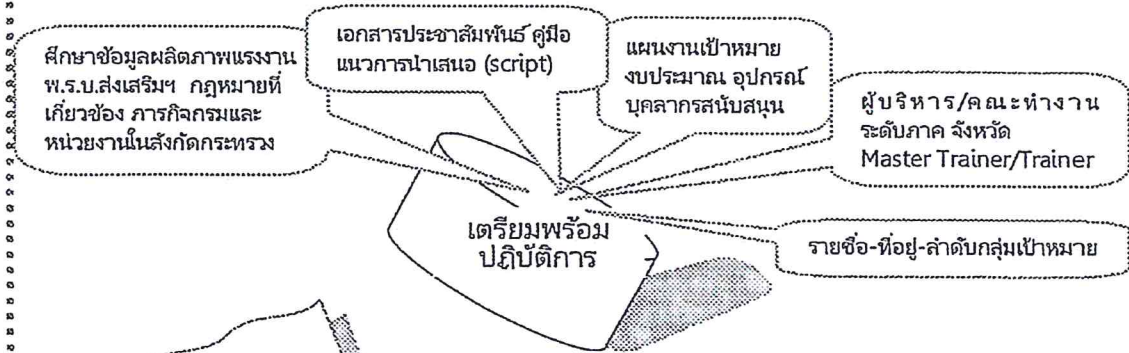 ศึกษาข้อมูลผลิตภาพแรงงาน
พ.ร.บ.ส่งเสริมฯ กฎหมายที่
เกี่ยวข้อง ภารกิจกรมและ
หน่วยงานในสังกัดกระทรวง
เอกสารประชาสัมพันธ์ คู่มือ
แนวการนำเสนอ (script)
แผนงานเป้าหมาย
งบประมาณ อุปกรณ์
บุคลากรสนับสนุน
ผู้บริหาร/คณะทำงาน
ระดับภาค จังหวัด
Master Trainer/Trainer
รายชื่อ-ที่อยู่-ลำดับกลุ่มเป้าหมาย
เตรียมพร้อม
ปฏิบัติการ